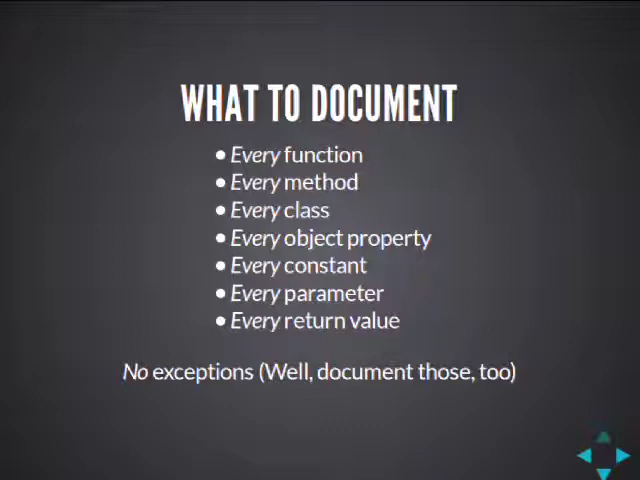 WHAT TO DOCUMENT
• Every function
• Every method
• Every class
• Every object property
• Every constant
• Every parameter
• Every return value
No exceptions (Well, document those, too)